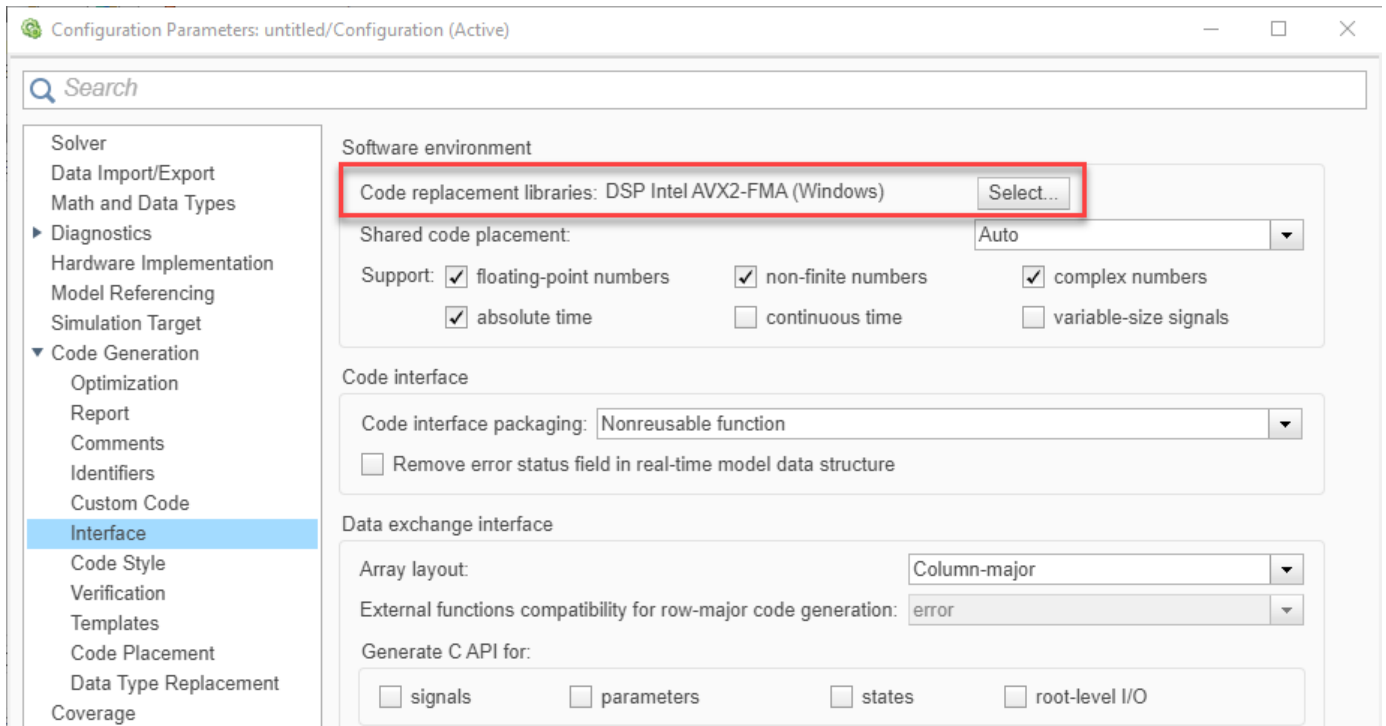 Configuration Parameters: untitled/Configuration (Active)
Search
Solver
Data Import/Export
Math and Data Types
Diagnostics
Hardware Implementation
Model Referencing
Simulation Target
Code Generation
Optimization
Report
Comments
Identifiers
Custom Code
Interface
Code Style
Verification
Templates
Code Placement
Data Type Replacement
Coverage
Software environment
Code replacement libraries: DSP Intel AVX2-FMA (Windows) Select...
Shared code placement: Auto
Support: floating-point numbers non-finite numbers complex numbers
absolute time continuous time variable-size signals
Code interface
Code interface packaging: Nonreusable function
Remove error status field in real-time model data structure
Data exchange interface
Array layout: Column-major
External functions compatibility for row-major code generation: error
Generate C API for:
signals parameters states root-level I/O